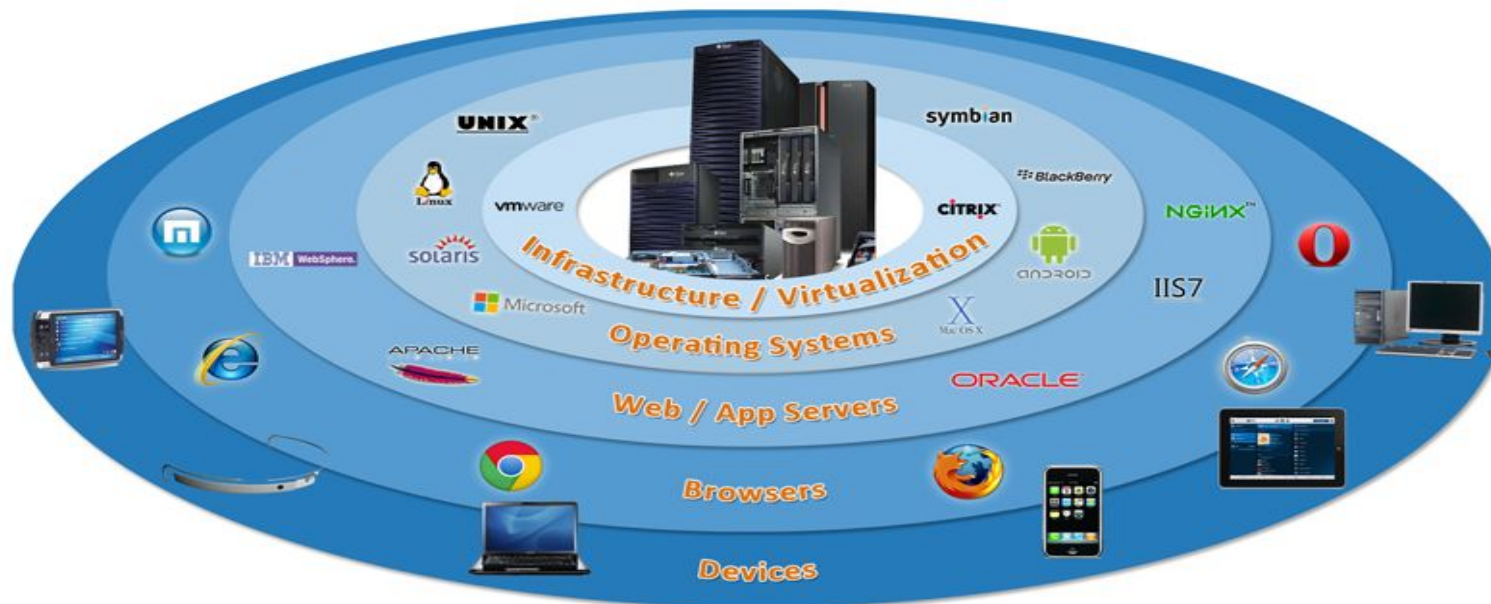 UNIX®
symbian
Linux
BlackBerry
vmware
CITRIX®
NGiNX™
IBM WebSphere.
solaris
ANDROID
IIS7
Microsoft
X
Mac OS X
Infrastructure / Virtualization
Operating Systems
APACHE
ORACLE®
Web / App Servers
Browsers
Devices